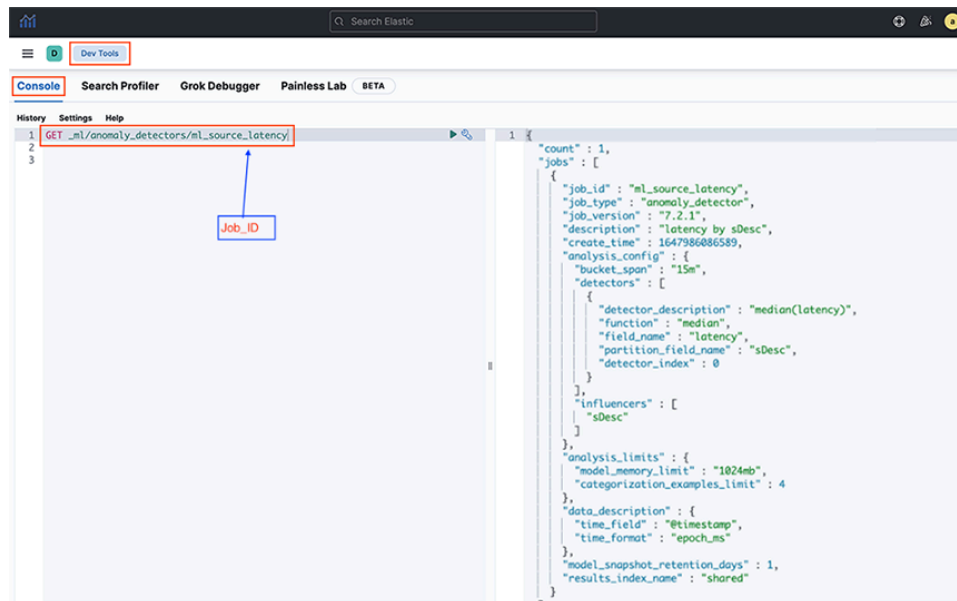 Search Elastic
a
D Dev Tools
Console Search Profiler Grok Debugger Painless Lab BETA
History Settings Help
1 GET _ml/anomaly_detectors/ml_source_latency
2
3
Job_ID
1 {
"count" : 1,
"jobs" : [
{
"job_id" : "ml_source_latency",
"job_type" : "anomaly_detector",
"job_version" : "7.2.1",
"description" : "latency by sDesc",
"create_time" : 1647986086589,
"analysis_config" : {
"bucket_span" : "15m",
"detectors" : [
{
"detector_description" : "median(latency)",
"function" : "median",
"field_name" : "latency",
"partition_field_name" : "sDesc",
"detector_index" : 0
}
],
"influencers" : [
"sDesc"
]
},
"analysis_limits" : {
"model_memory_limit" : "1024mb",
"categorization_examples_limit" : 4
},
"data_description" : {
"time_field" : "@timestamp",
"time_format" : "epoch_ms"
},
"model_snapshot_retention_days" : 1,
"results_index_name" : "shared"
}